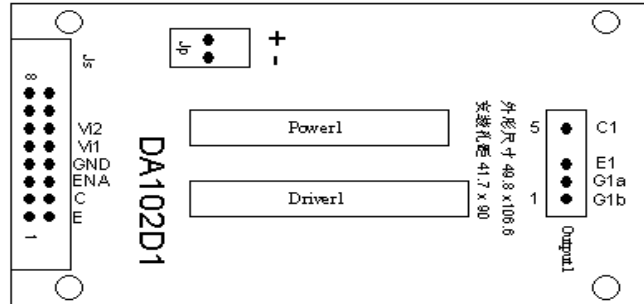 Js
8
Vi2
Vi1
GND
ENA
C
E
1
DA102D1
Jp
+
-
Power1
Driver1
外形尺寸 49.8 x106.6
安装孔距 41.7 x 90
5
1
C1
E1
G1a
G1b
Output1